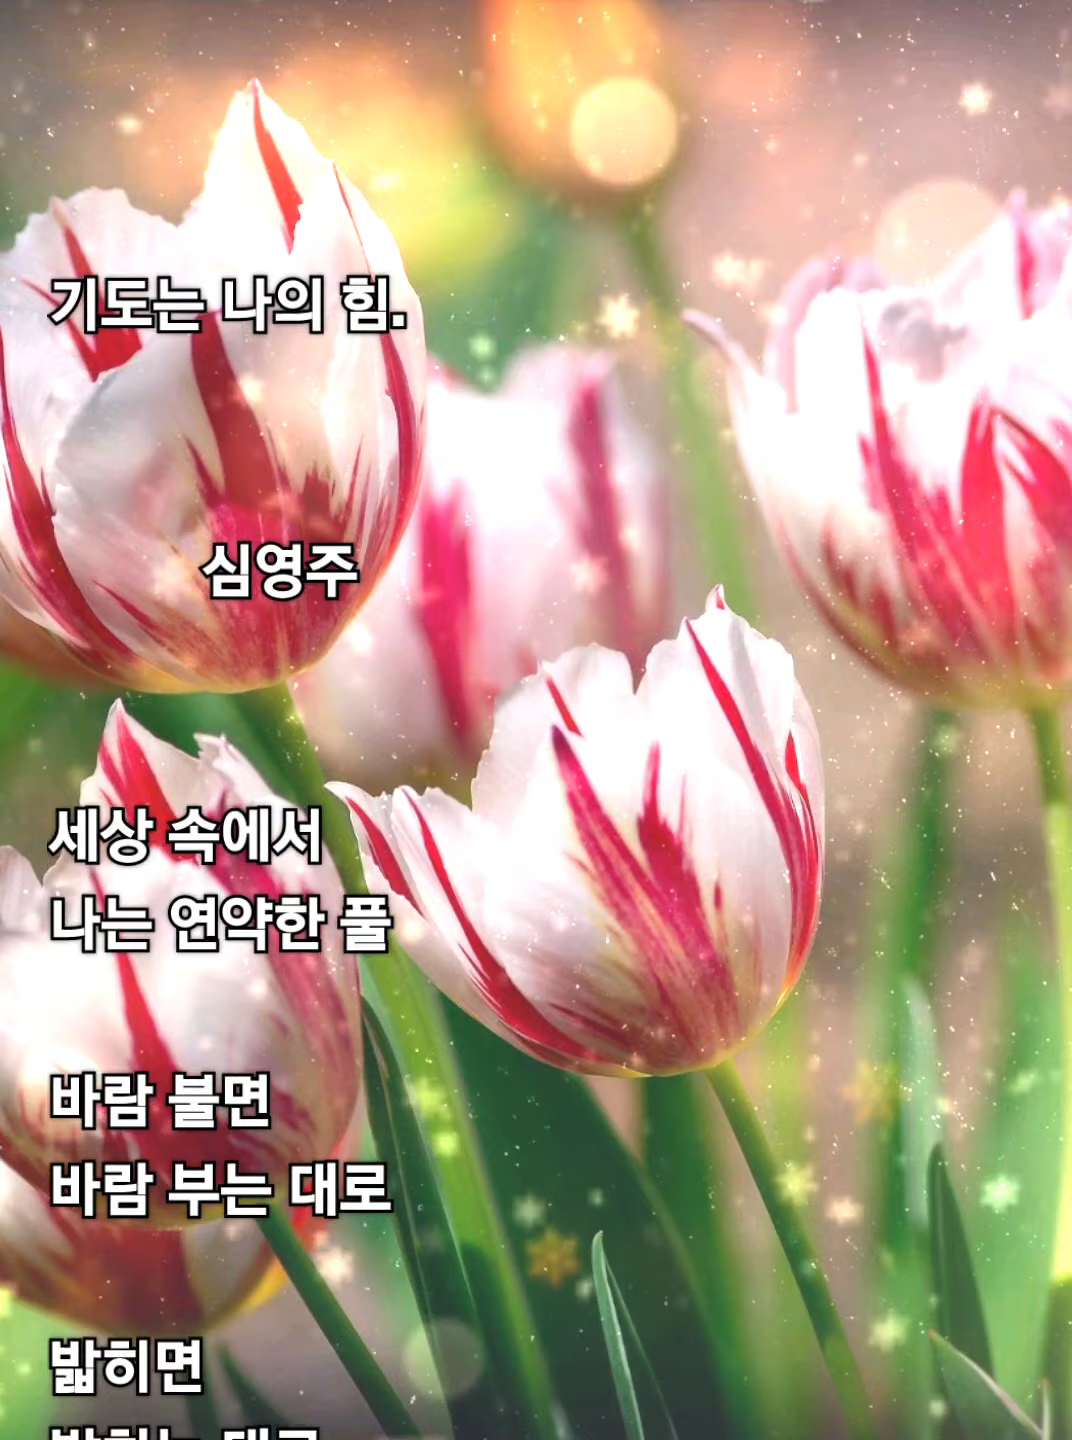 기도는 나의 힘.
심영주
세상 속에서
나는 연약한 풀
바람 불면
바람 부는 대로
밟히면